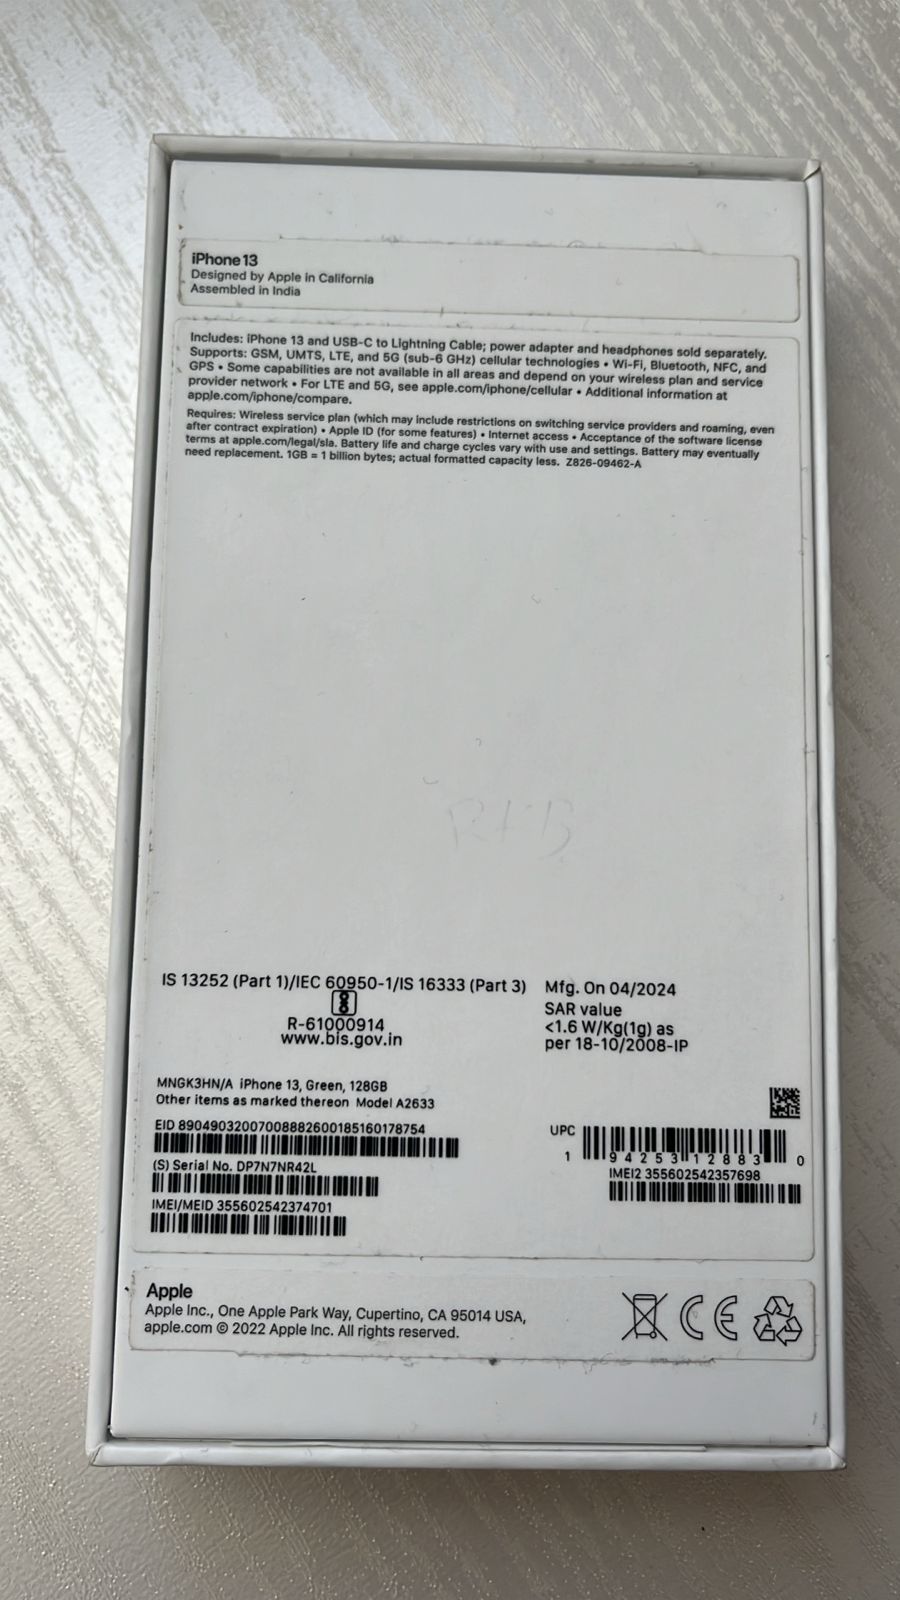 iPhone 13
Designed by Apple in California
Assembled in India
Includes: iPhone 13 and USB-C to Lightning Cable; power adapter and headphones sold separately.
Supports: GSM, UMTS, LTE, and 5G (sub-6 GHz) cellular technologies • Wi-Fi, Bluetooth, NFC, and
GPS • Some capabilities are not available in all areas and depend on your wireless plan and service
provider network • For LTE and 5G, see apple.com/iphone/cellular • Additional information at
apple.com/iphone/compare.
Requires: Wireless service plan (which may include restrictions on switching service providers and roaming, even
after contract expiration) • Apple ID (for some features) • Internet access • Acceptance of the software license
terms at apple.com/legal/sla. Battery life and charge cycles vary with use and settings. Battery may eventually
need replacement. 1GB = 1 billion bytes; actual formatted capacity less. Z826-09462-A
IS 13252 (Part 1)/IEC 60950-1/IS 16333 (Part 3)
R-61000914
www.bis.gov.in
Mfg. On 04/2024
SAR value
<1.6 W/Kg(1g) as
per 18-10/2008-IP
MNGK3HN/A iPhone 13, Green, 128GB
Other items as marked thereon Model A2633
EID 89049032007008882600185160178754
(S) Serial No. DP7N7NR42L
IMEI/MEID 355602542374701
UPC
1 94253 12883 0
IMEI2 355602542357698
Apple
Apple Inc., One Apple Park Way, Cupertino, CA 95014 USA,
apple.com © 2022 Apple Inc. All rights reserved.